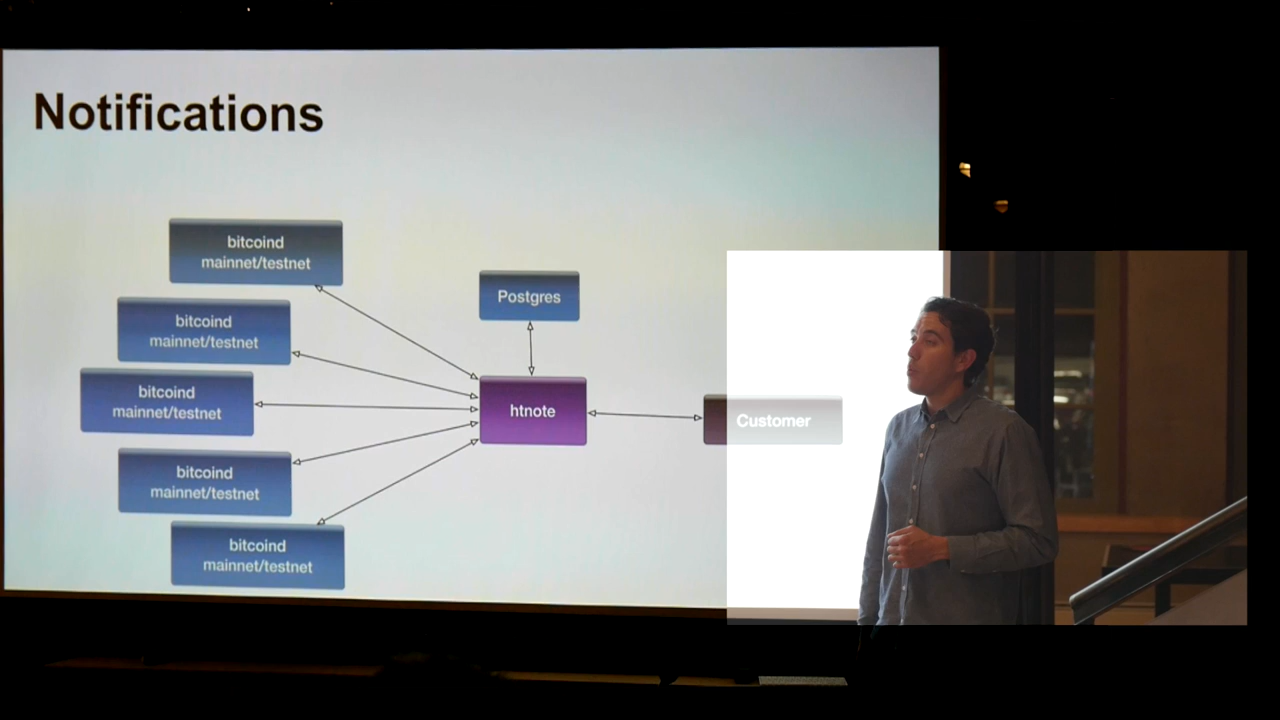 Notifications
bitcoind
mainnet/testnet
bitcoind
mainnet/testnet
bitcoind
mainnet/testnet
bitcoind
mainnet/testnet
bitcoind
mainnet/testnet
Postgres
htnote
Customer